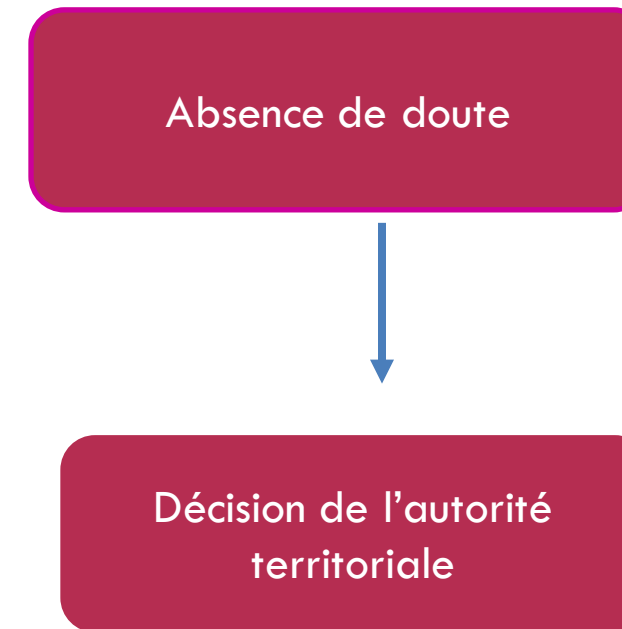 Absence de doute
Décision de l’autorité
territoriale